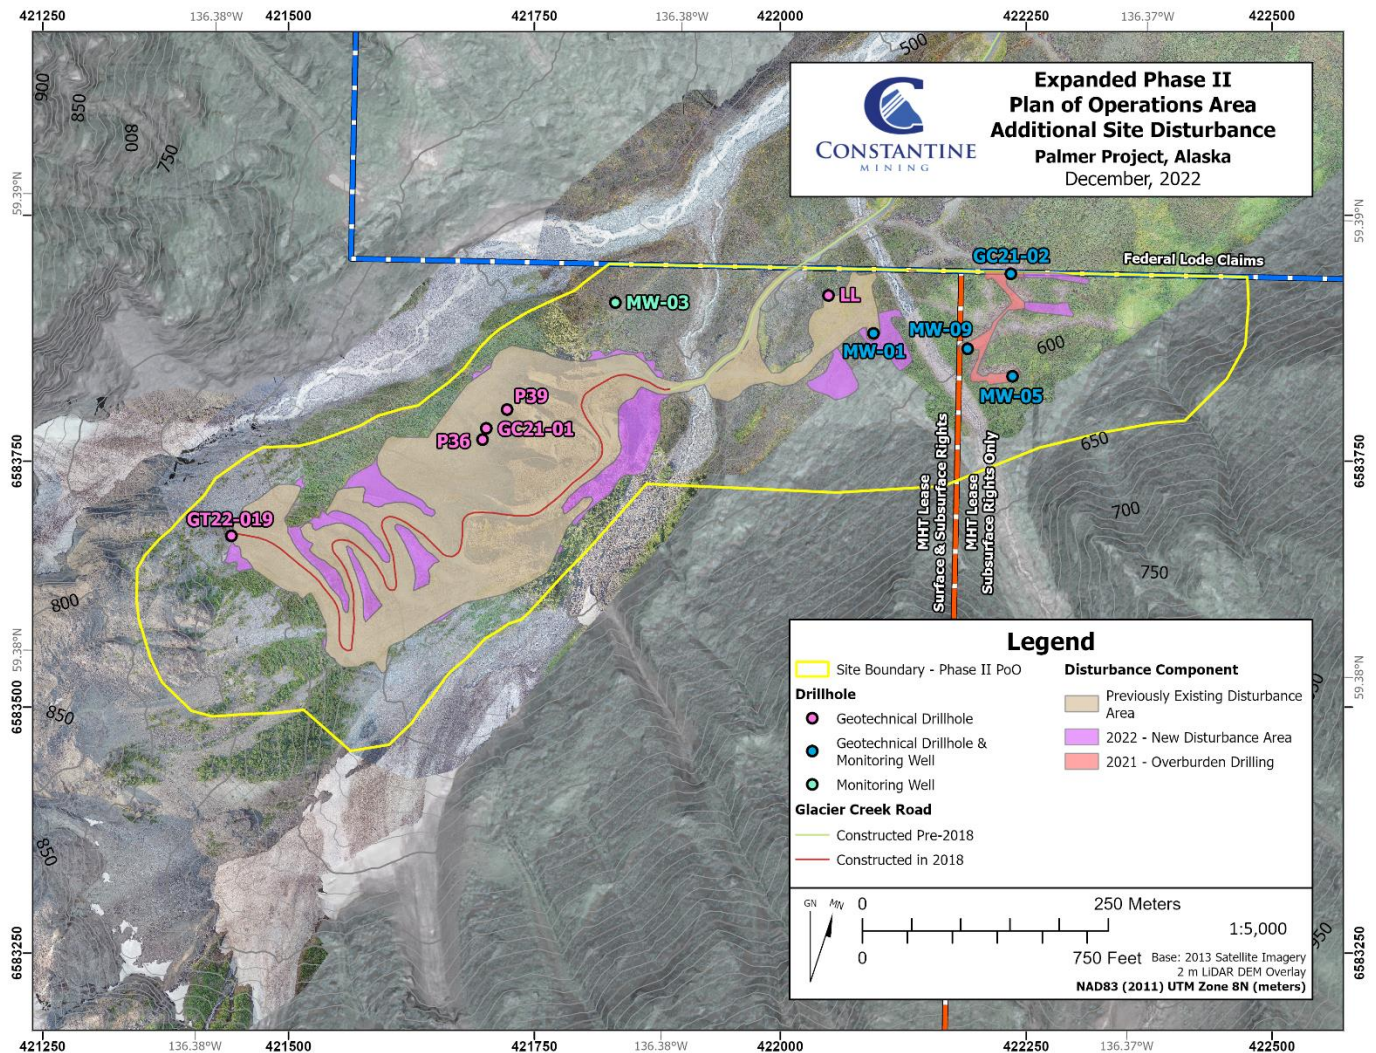 421250
136.38°W
421500
421750
136.38°W
422000
422250
136.37°W
422500
900
850
800
750
500
CONSTANTINE
MINING
Expanded Phase II
Plan of Operations Area
Additional Site Disturbance
Palmer Project, Alaska
December, 2022
59.39°N
59.39°N
GC21-02
Federal Lode Claims
MW-03
LL
MW-09
MW-01
600
MW-05
P39
GC21-01
P36
650
6583750
6583750
GT22-019
MHT Lease
Surface & Subsurface Rights
MHT Lease
Subsurface Rights Only
700
750
800
59.38°N
59.38°N
850
6583500
6583500
Legend
Site Boundary - Phase II PoO
Drillhole
Geotechnical Drillhole
Geotechnical Drillhole &
Monitoring Well
Monitoring Well
Glacier Creek Road
Constructed Pre-2018
Constructed in 2018
Disturbance Component
Previously Existing Disturbance
Area
2022 - New Disturbance Area
2021 - Overburden Drilling
850
GN
MN
0
250 Meters
0
750 Feet
1:5,000
Base: 2013 Satellite Imagery
2 m LiDAR DEM Overlay
NAD83 (2011) UTM Zone 8N (meters)
950
6583250
6583250
421250
136.38°W
421500
421750
136.38°W
422000
422250
136.37°W
422500